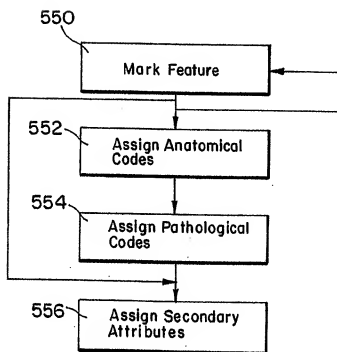 550
Mark Feature
552
Assign Anatomical
Codes
554
Assign Pathological
Codes
556
Assign Secondary
Attributes